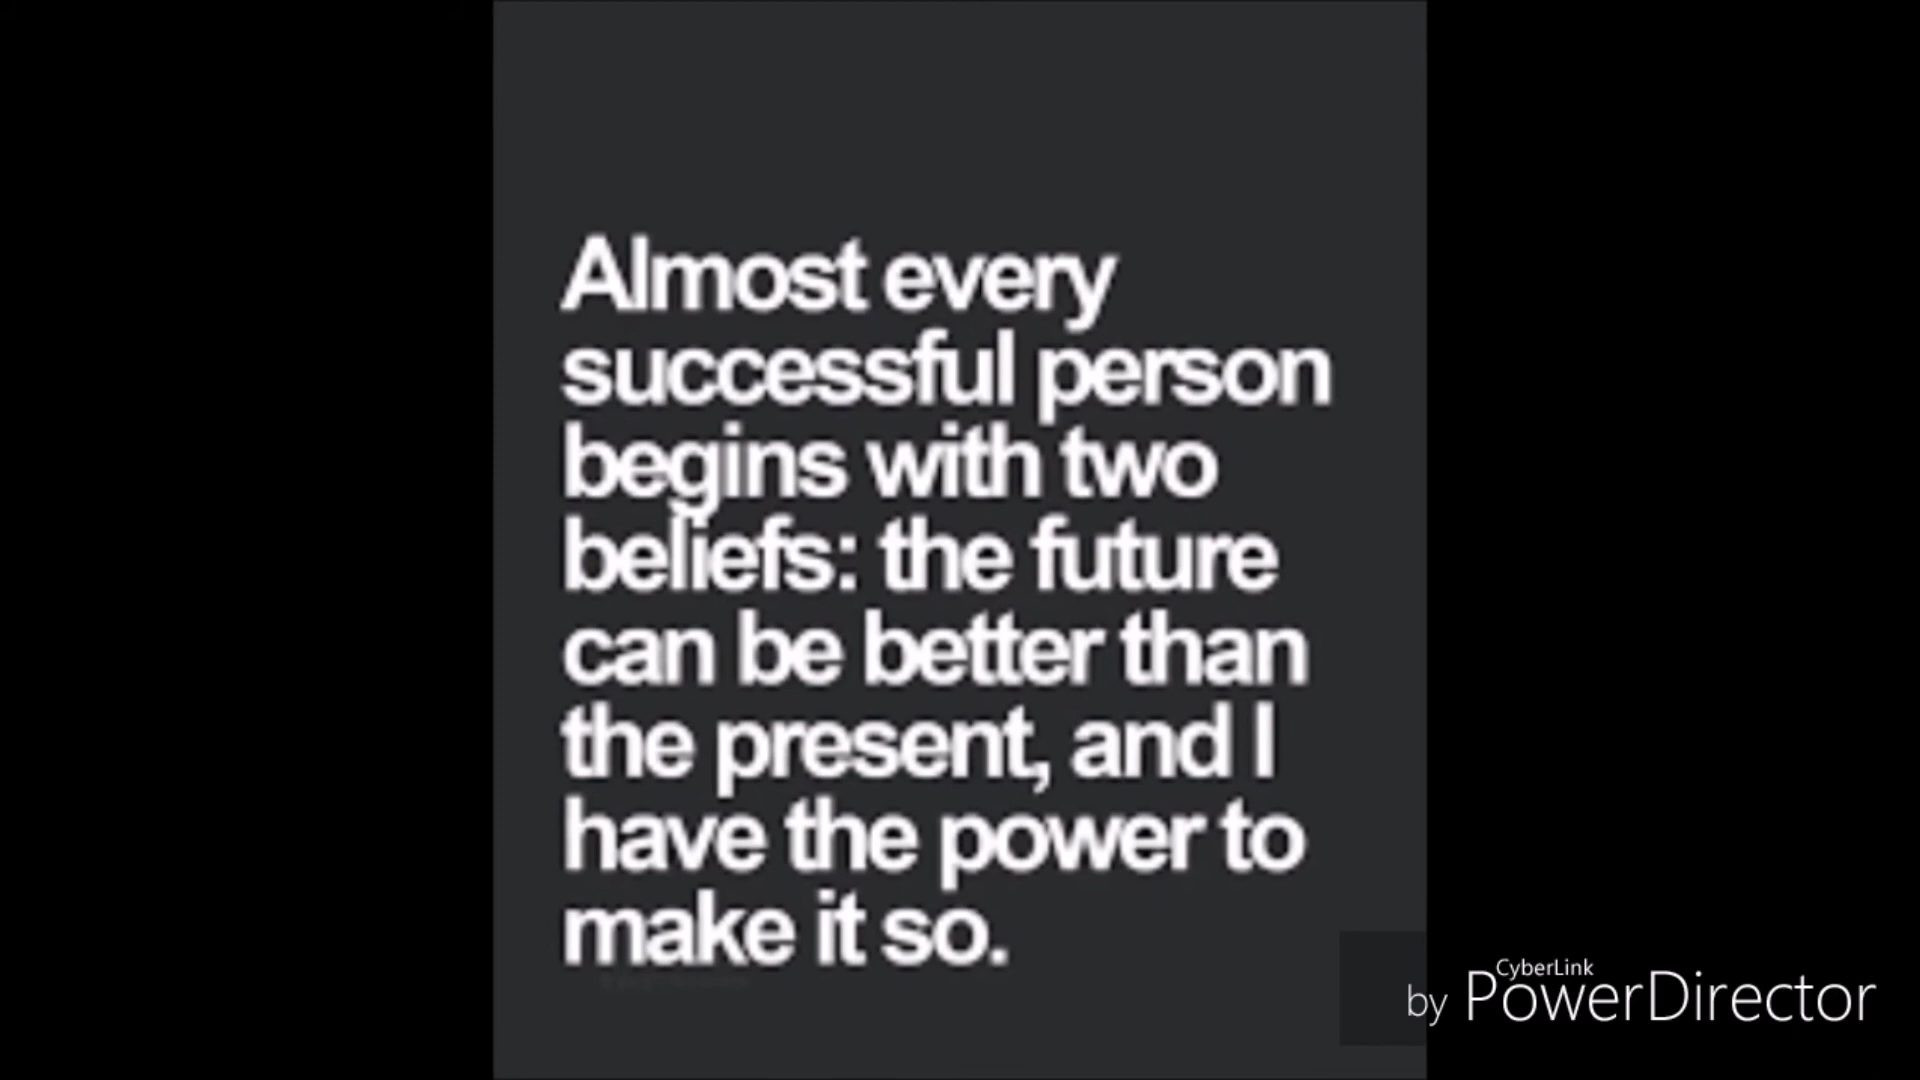 Almost every
successful person
begins with two
beliefs: the future
can be better than
the present, and I
have the power to
make it so.
CyberLink
by PowerDirector